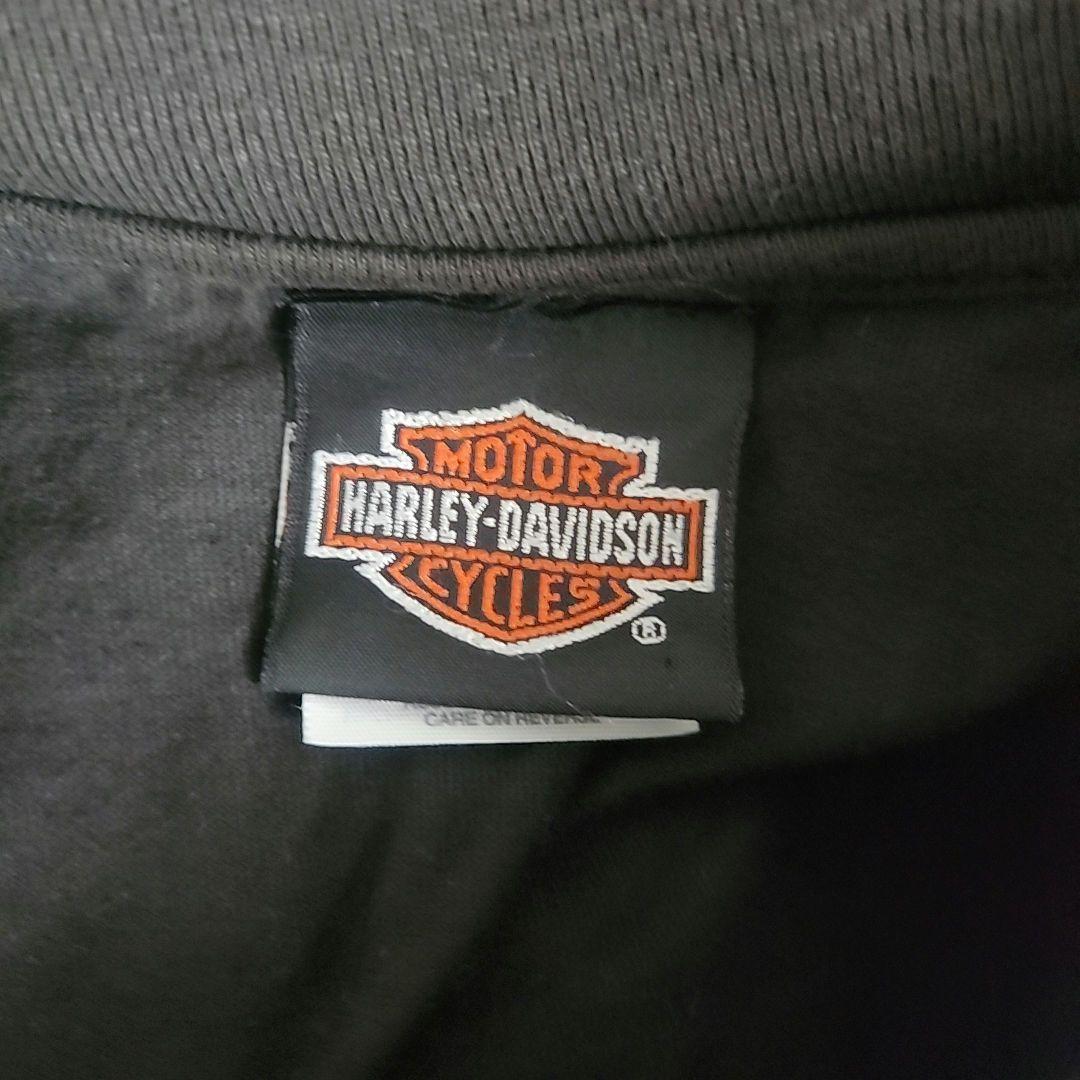 MOTOR
HARLEY-DAVIDSON
CYCLES
®
CARE ON REVERSE